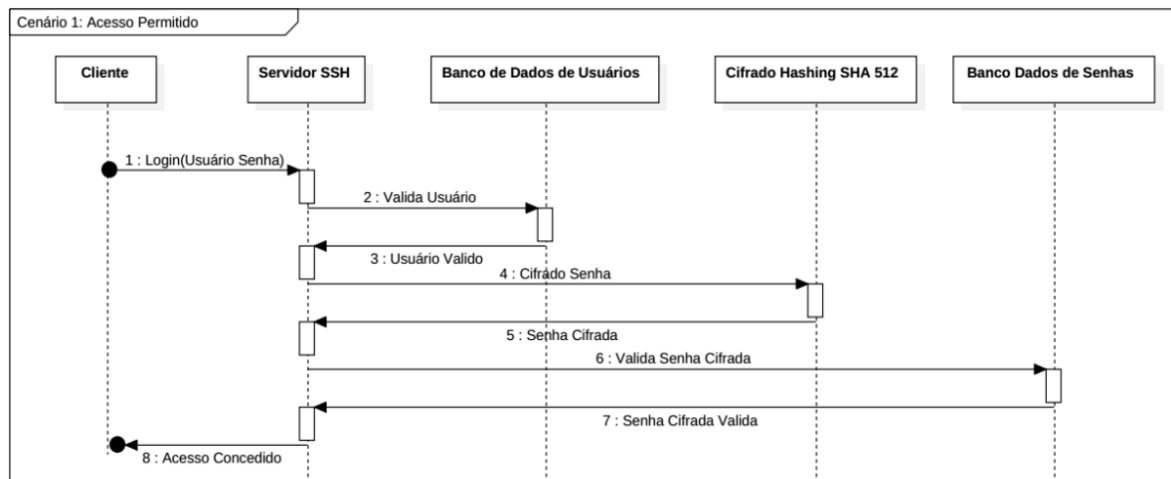 Cenário 1: Acesso Permitido
Cliente
Servidor SSH
Banco de Dados de Usuários
Cifrado Hashing SHA 512
Banco Dados de Senhas
1 : Login(Usuário Senha)
2 : Valida Usuário
3 : Usuário Valido
4 : Cifrado Senha
5 : Senha Cifrada
6 : Valida Senha Cifrada
7 : Senha Cifrada Valida
8 : Acesso Concedido